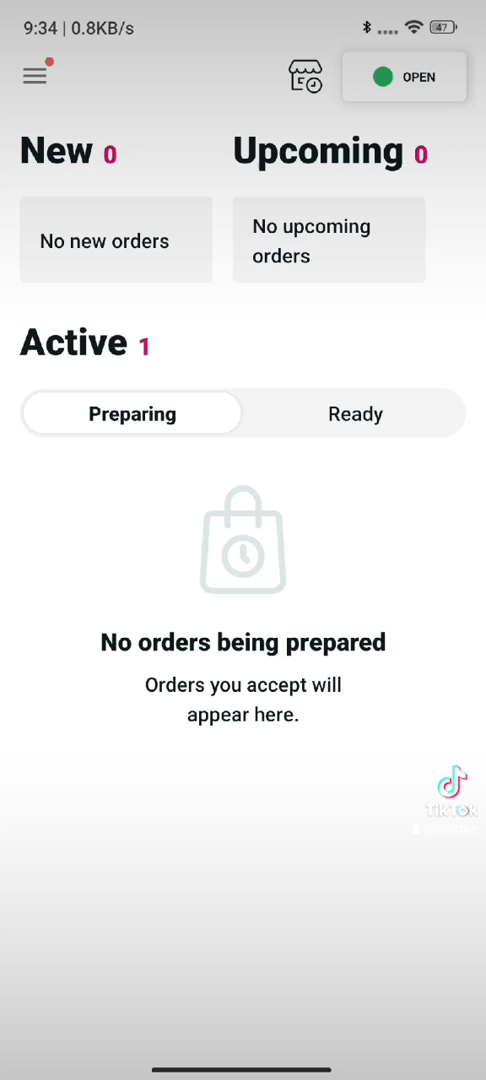 9:34 | 0.8KB/s
47
OPEN
New 0
Upcoming 0
No new orders
No upcoming
orders
Active 1
Preparing
Ready
No orders being prepared
Orders you accept will
appear here.
TikTok